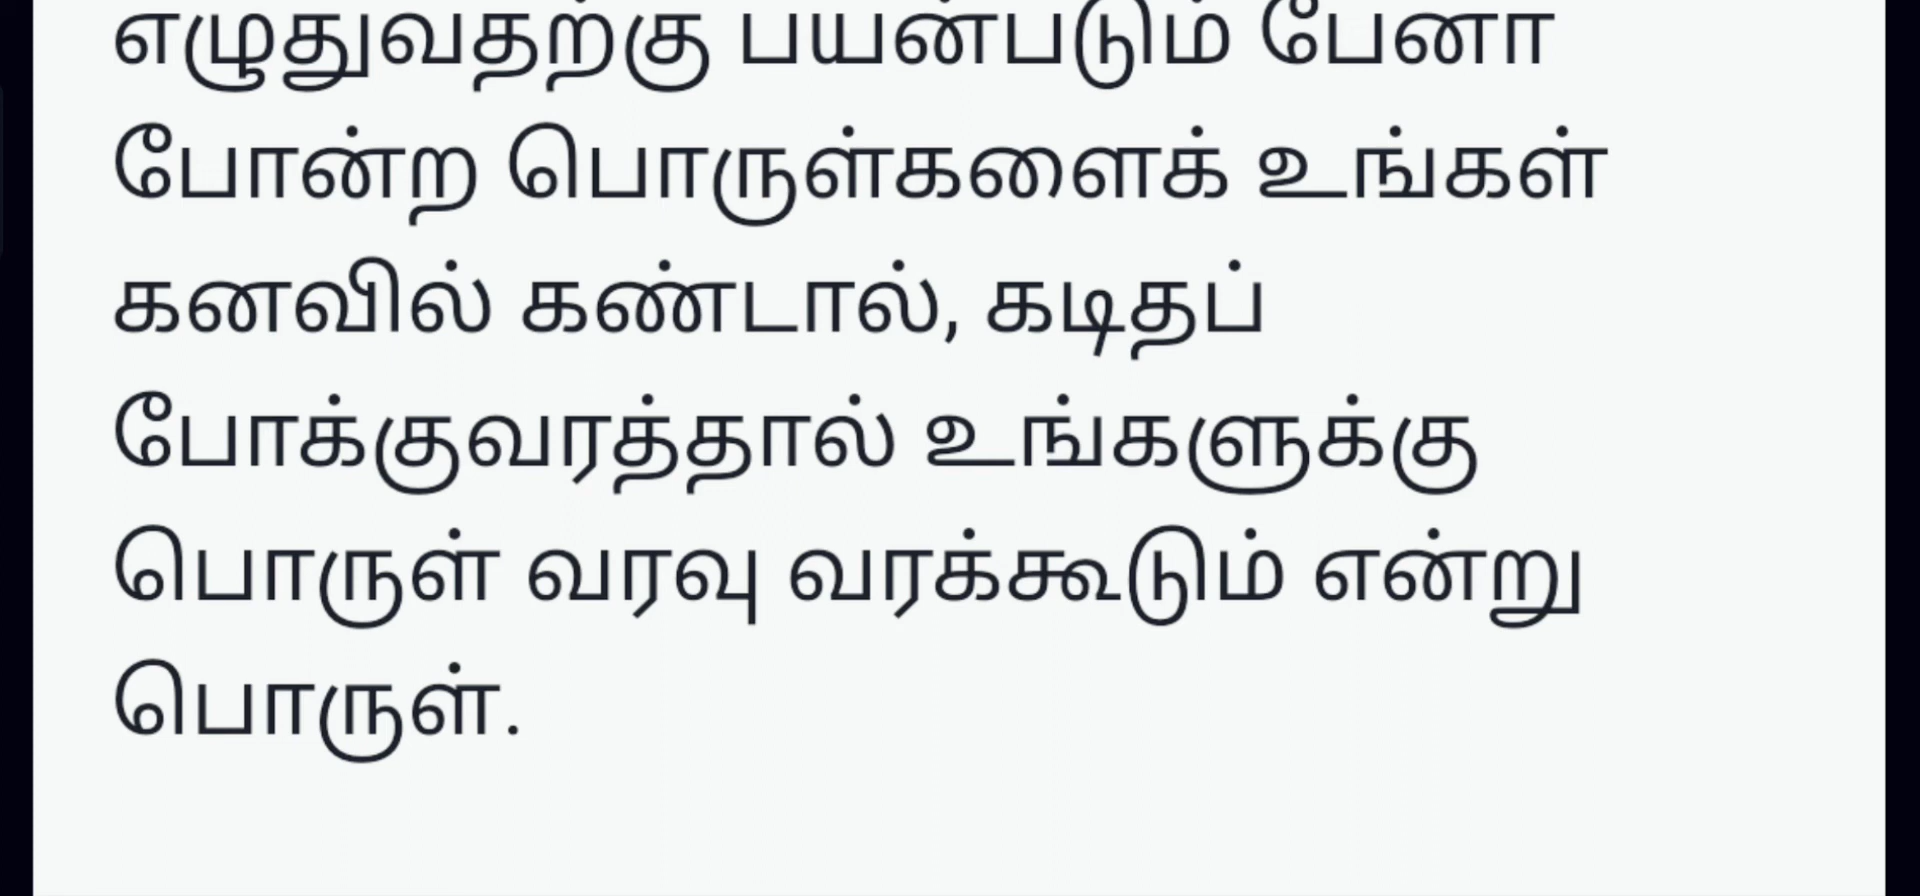 எழுதுவதற்கு பயன்படும் பேனா
போன்ற பொருள்களைக் உங்கள்
கனவில் கண்டால், கடிதப்
போக்குவரத்தால் உங்களுக்கு
பொருள் வரவு வரக்கூடும் என்று
பொருள்.